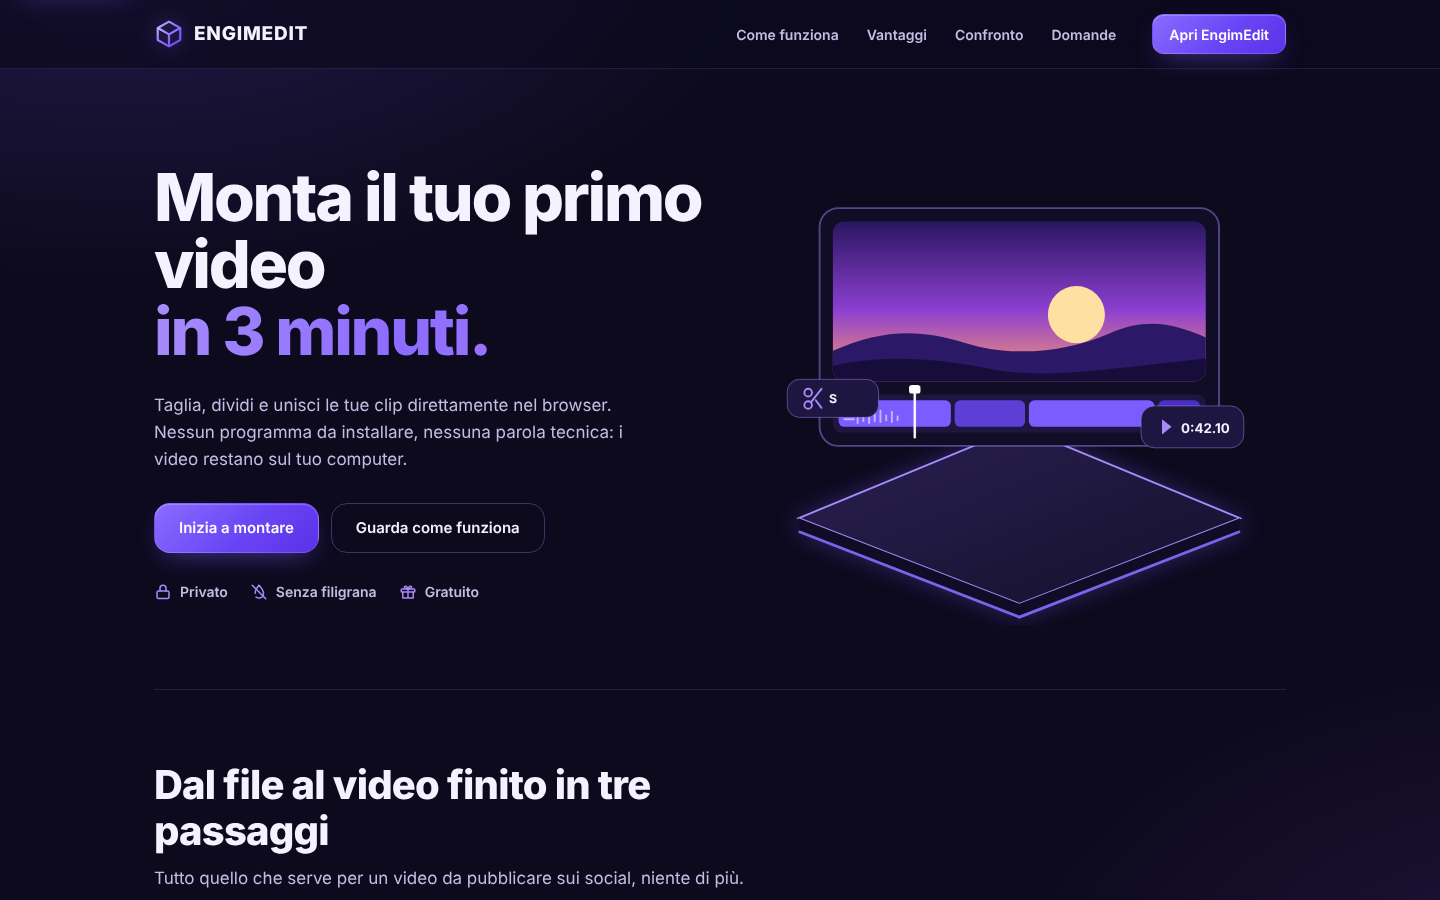 ENGIMEDIT
Come funziona
Vantaggi
Confronto
Domande
Apri EngimEdit
Monta il tuo primo
video
in 3 minuti.
Taglia, dividi e unisci le tue clip direttamente nel browser.
Nessun programma da installare, nessuna parola tecnica: i
video restano sul tuo computer.
Inizia a montare
Guarda come funziona
Privato
Senza filigrana
Gratuito
S
0:42.10
Dal file al video finito in tre
passaggi
Tutto quello che serve per un video da pubblicare sui social, niente di più.